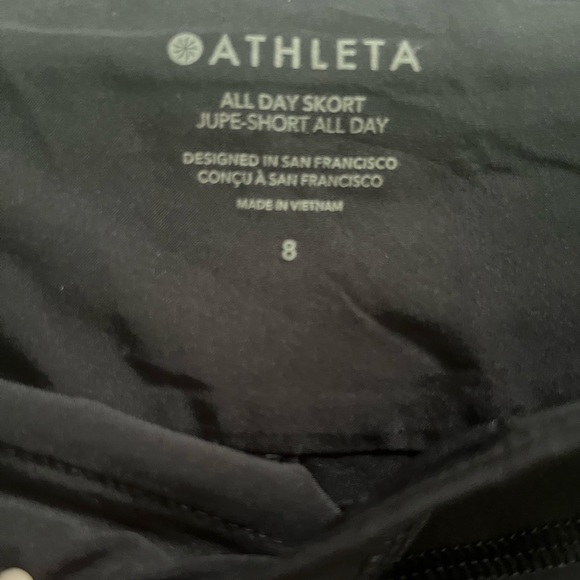 ATHLETA
ALL DAY SKORT
JUPE-SHORT ALL DAY
DESIGNED IN SAN FRANCISCO
CONÇU À SAN FRANCISCO
MADE IN VIETNAM
8